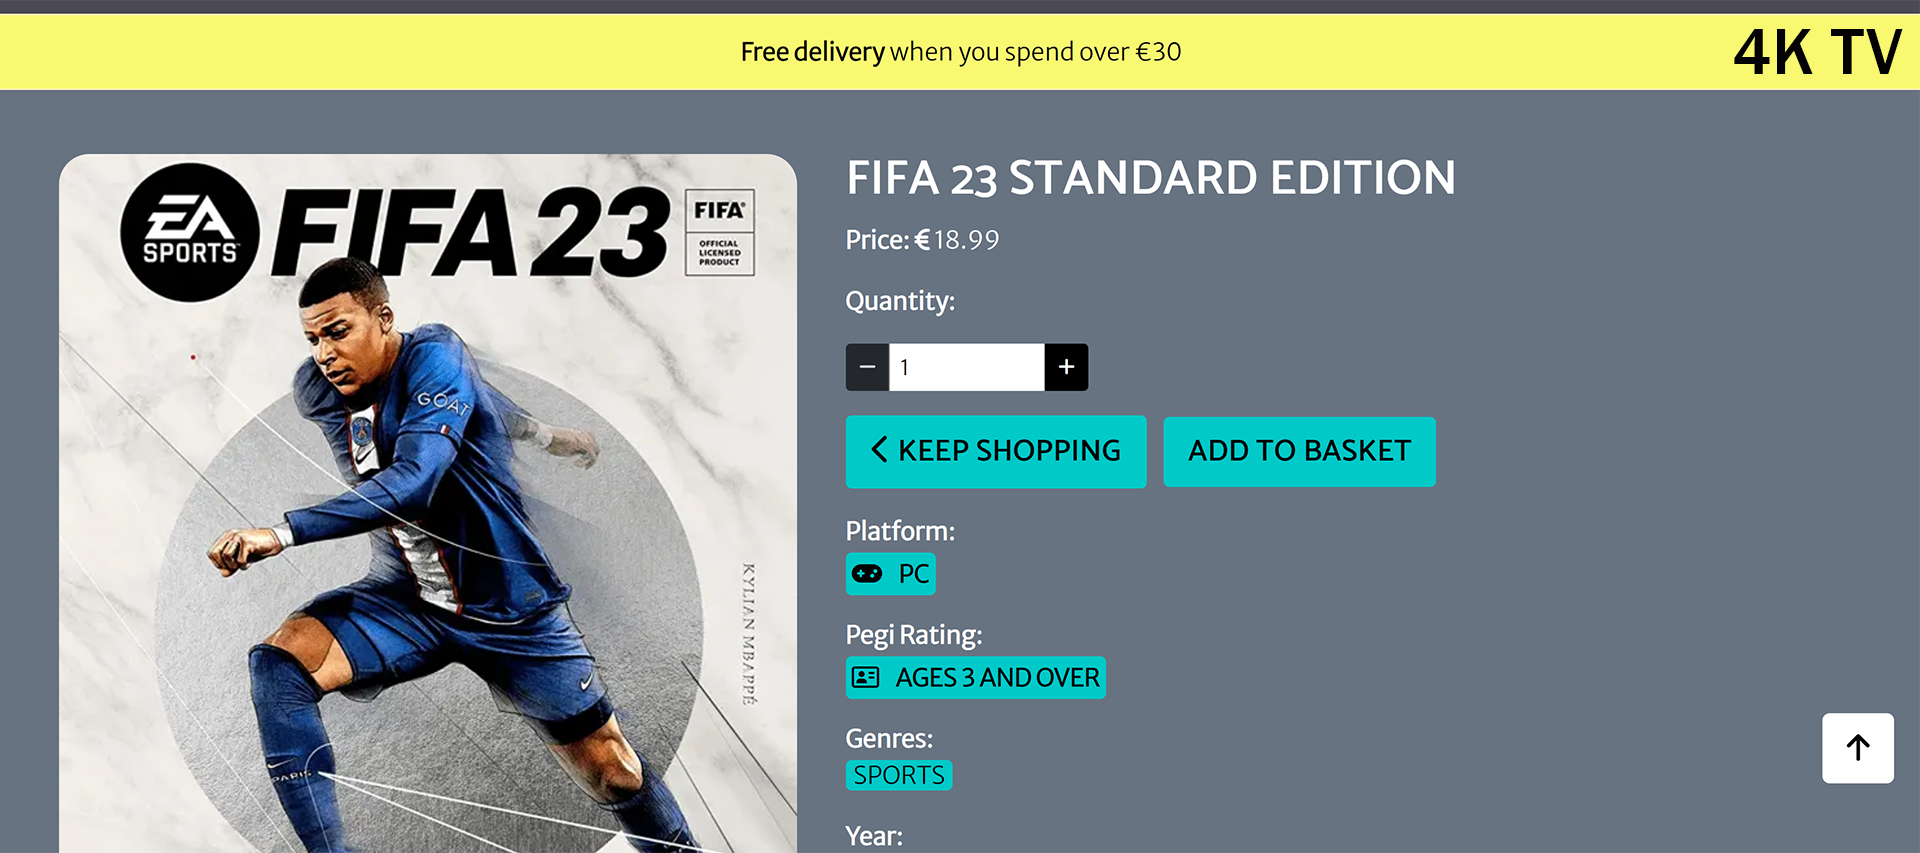 Free delivery when you spend over €30
4K TV
EA
SPORTS
FIFA 23
FIFA
OFFICIAL
LICENSED
PRODUCT
GOAT
KYLIAN MBAPPÉ
PARIS
FIFA 23 STANDARD EDITION
Price: €18.99
Quantity:
− 1 +
KEEP SHOPPING
ADD TO BASKET
Platform:
PC
Pegi Rating:
AGES 3 AND OVER
Genres:
SPORTS
Year: